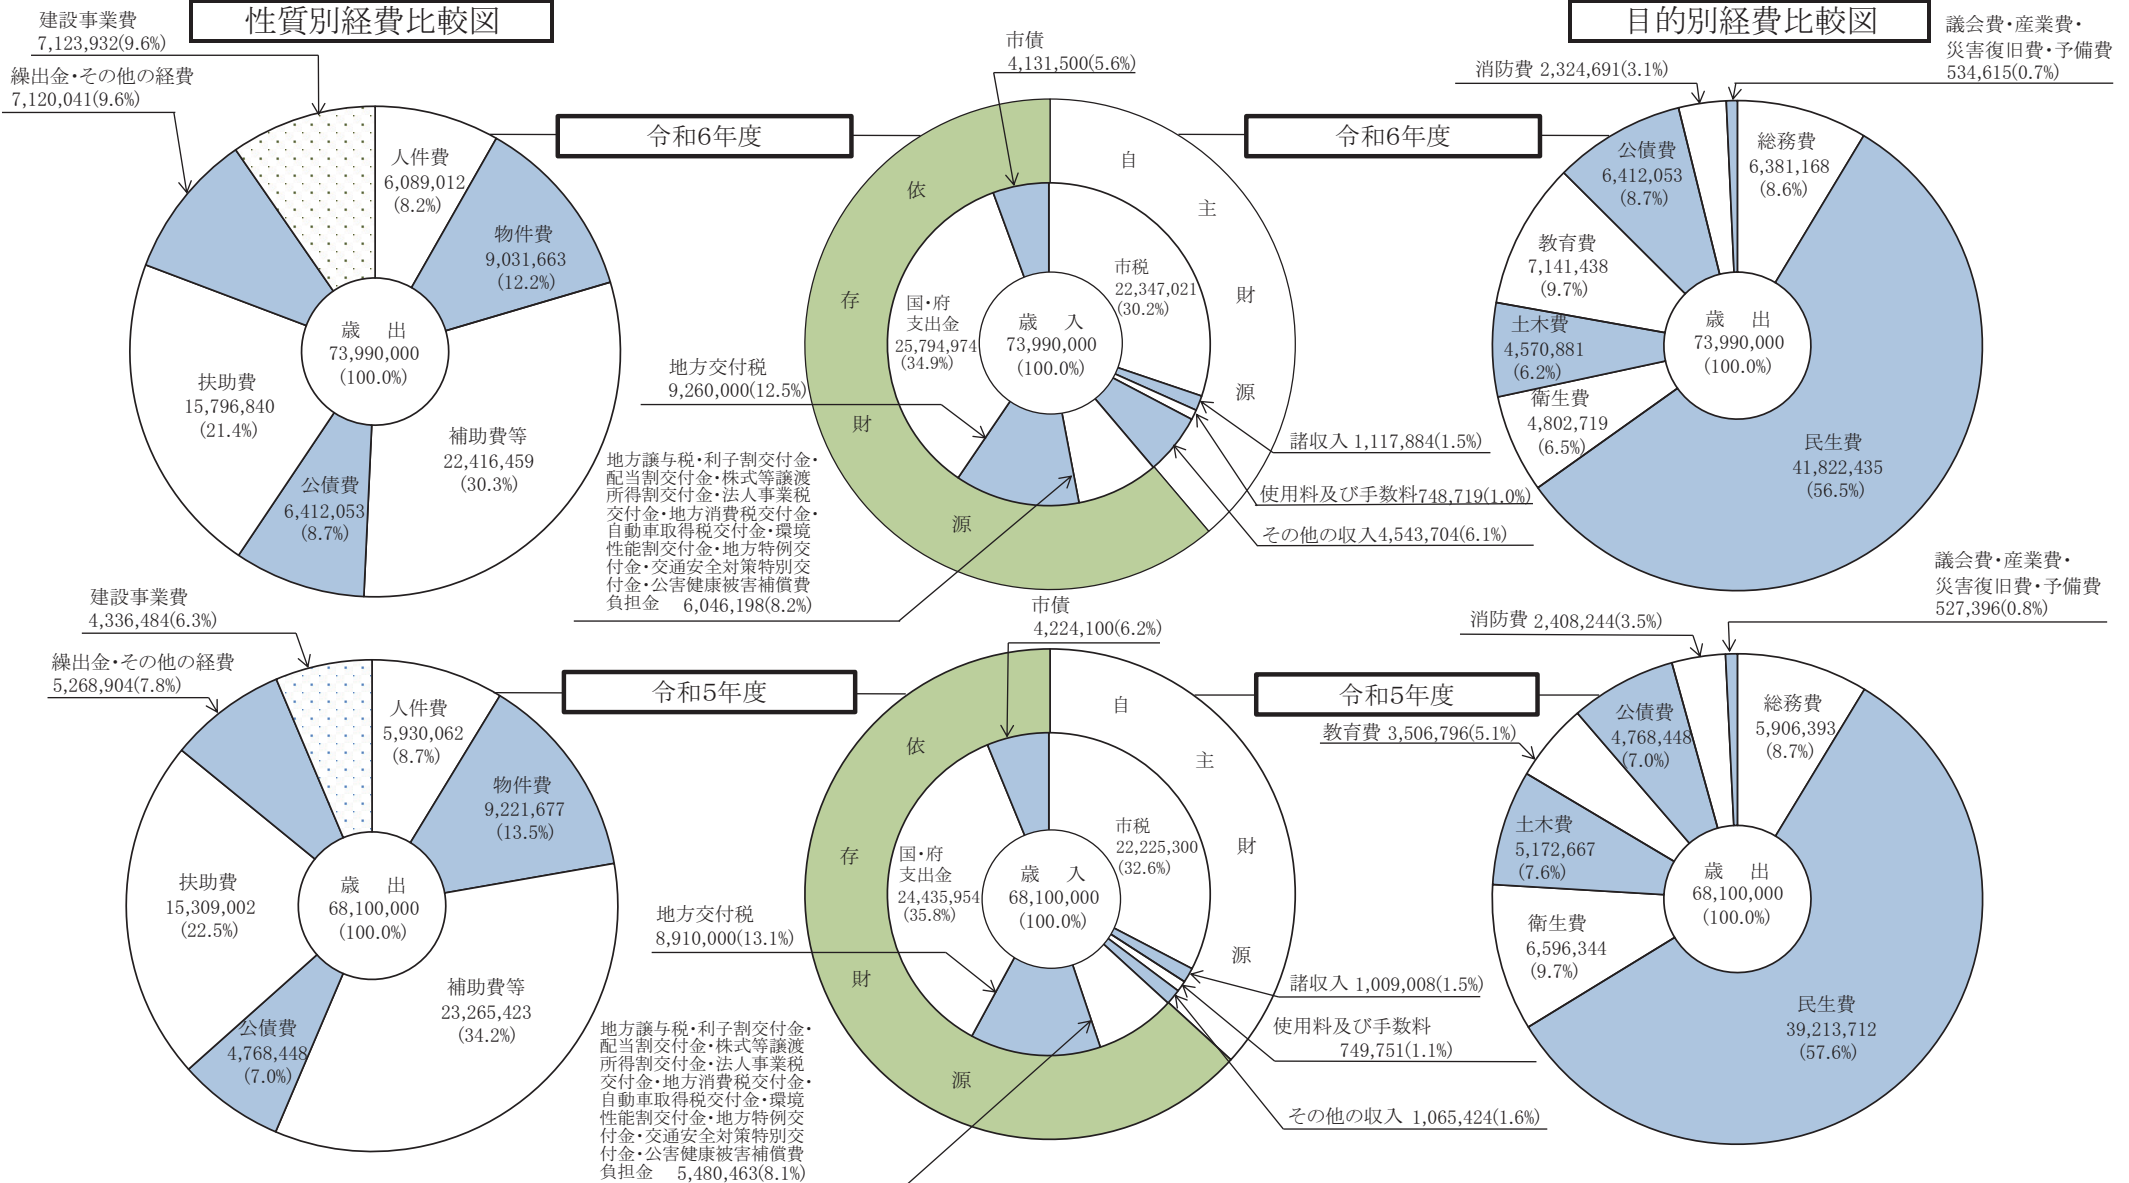 性質別経費比較図
目的別経費比較図
建設事業費
7,123,932(9.6%)
繰出金・その他の経費
7,120,041(9.6%)
令和6年度
人件費
6,089,012
(8.2%)
物件費
9,031,663
(12.2%)
歳 出
73,990,000
(100.0%)
扶助費
15,796,840
(21.4%)
補助費等
22,416,459
(30.3%)
公債費
6,412,053
(8.7%)
市債
4,131,500(5.6%)
自
主
財
源
依
存
財
源
市税
22,347,021
(30.2%)
国・府
支出金
25,794,974
(34.9%)
歳 入
73,990,000
(100.0%)
地方交付税
9,260,000(12.5%)
諸収入 1,117,884(1.5%)
使用料及び手数料748,719(1.0%)
その他の収入4,543,704(6.1%)
地方譲与税・利子割交付金・
配当割交付金・株式等譲渡
所得割交付金・法人事業税
交付金・地方消費税交付金・
自動車取得税交付金・環境
性能割交付金・地方特例交
付金・交通安全対策特別交
付金・公害健康被害補償費
負担金 6,046,198(8.2%)
令和6年度
消防費 2,324,691(3.1%)
議会費・産業費・
災害復旧費・予備費
534,615(0.7%)
総務費
6,381,168
(8.6%)
公債費
6,412,053
(8.7%)
教育費
7,141,438
(9.7%)
土木費
4,570,881
(6.2%)
衛生費
4,802,719
(6.5%)
歳 出
73,990,000
(100.0%)
民生費
41,822,435
(56.5%)
建設事業費
4,336,484(6.3%)
繰出金・その他の経費
5,268,904(7.8%)
令和5年度
人件費
5,930,062
(8.7%)
物件費
9,221,677
(13.5%)
歳 出
68,100,000
(100.0%)
扶助費
15,309,002
(22.5%)
補助費等
23,265,423
(34.2%)
公債費
4,768,448
(7.0%)
市債
4,224,100(6.2%)
自
主
財
源
依
存
財
源
市税
22,225,300
(32.6%)
国・府
支出金
24,435,954
(35.8%)
歳 入
68,100,000
(100.0%)
地方交付税
8,910,000(13.1%)
諸収入 1,009,008(1.5%)
使用料及び手数料
749,751(1.1%)
その他の収入 1,065,424(1.6%)
地方譲与税・利子割交付金・
配当割交付金・株式等譲渡
所得割交付金・法人事業税
交付金・地方消費税交付金・
自動車取得税交付金・環境
性能割交付金・地方特例交
付金・交通安全対策特別交
付金・公害健康被害補償費
負担金 5,480,463(8.1%)
令和5年度
消防費 2,408,244(3.5%)
議会費・産業費・
災害復旧費・予備費
527,396(0.8%)
教育費 3,506,796(5.1%)
総務費
5,906,393
(8.7%)
公債費
4,768,448
(7.0%)
土木費
5,172,667
(7.6%)
衛生費
6,596,344
(9.7%)
歳 出
68,100,000
(100.0%)
民生費
39,213,712
(57.6%)